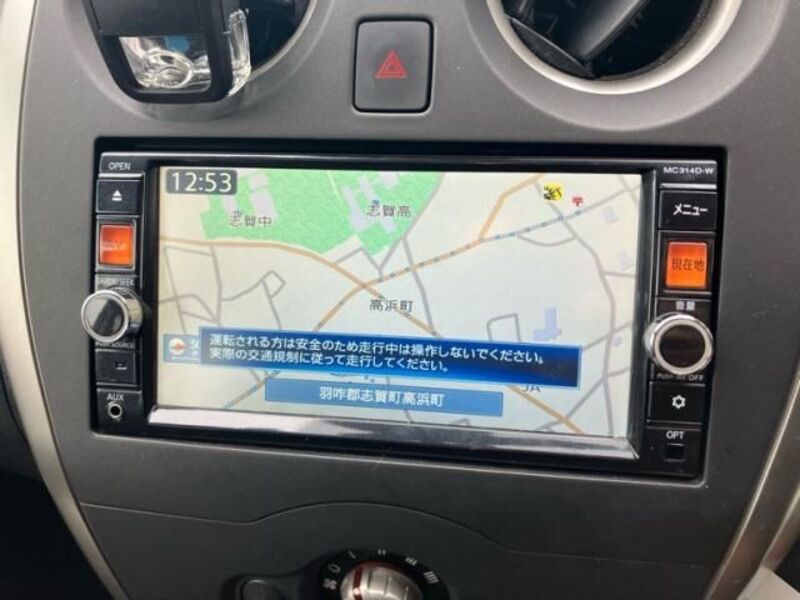 OPEN
MC314D-W
12:53
メニュー
志賀中
志賀高
現在地
音量
高浜町
運転される方は安全のため走行中は操作しないでください。
実際の交通規制に従って走行してください。
羽咋郡志賀町高浜町
JA
AUX
OPT